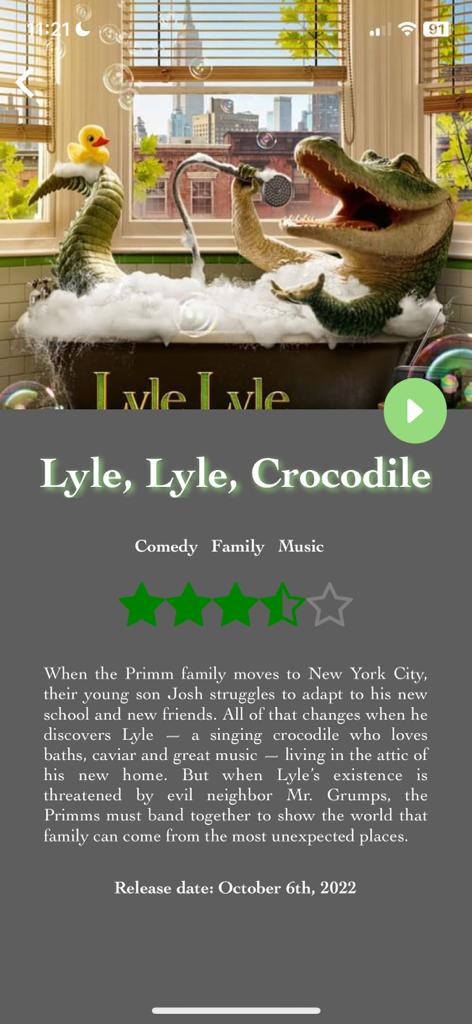 11:21
91
Lyle Lyle
Lyle, Lyle, Crocodile
Comedy Family Music
When the Primm family moves to New York City,
their young son Josh struggles to adapt to his new
school and new friends. All of that changes when he
discovers Lyle — a singing crocodile who loves
baths, caviar and great music — living in the attic of
his new home. But when Lyle's existence is
threatened by evil neighbor Mr. Grumps, the
Primms must band together to show the world that
family can come from the most unexpected places.
Release date: October 6th, 2022